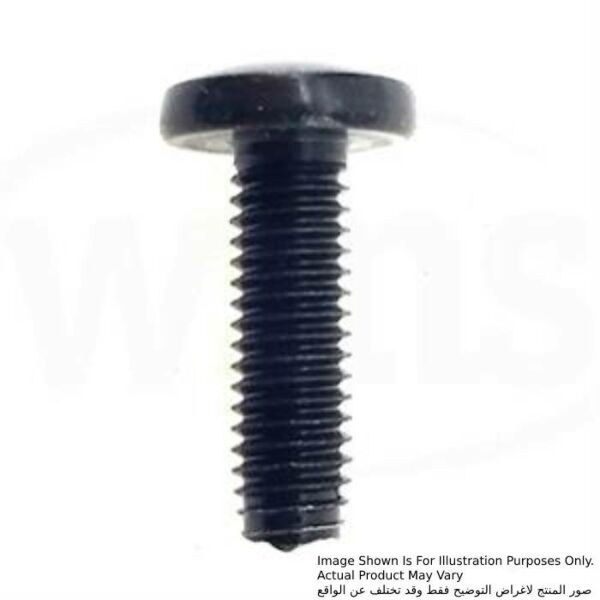 Image Shown Is For Illustration Purposes Only.
Actual Product May Vary
صور المنتج لاغراض التوضيح فقط وقد تختلف عن الواقع